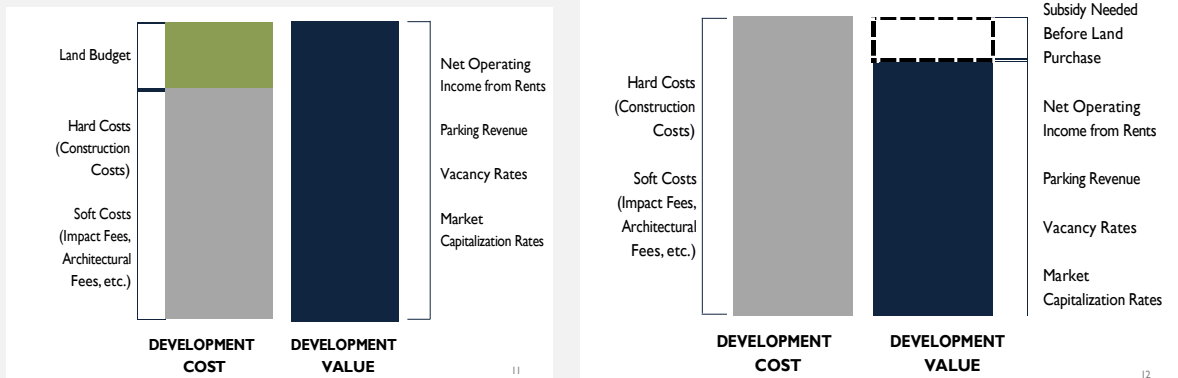 Land Budget
Hard Costs
(Construction
Costs)
Soft Costs
(Impact Fees,
Architectural
Fees, etc.)
Net Operating
Income from Rents
Parking Revenue
Vacancy Rates
Market
Capitalization Rates
DEVELOPMENT
COST
DEVELOPMENT
VALUE
11
Hard Costs
(Construction
Costs)
Soft Costs
(Impact Fees,
Architectural
Fees, etc.)
Subsidy Needed
Before Land
Purchase
Net Operating
Income from Rents
Parking Revenue
Vacancy Rates
Market
Capitalization Rates
DEVELOPMENT
COST
DEVELOPMENT
VALUE
12